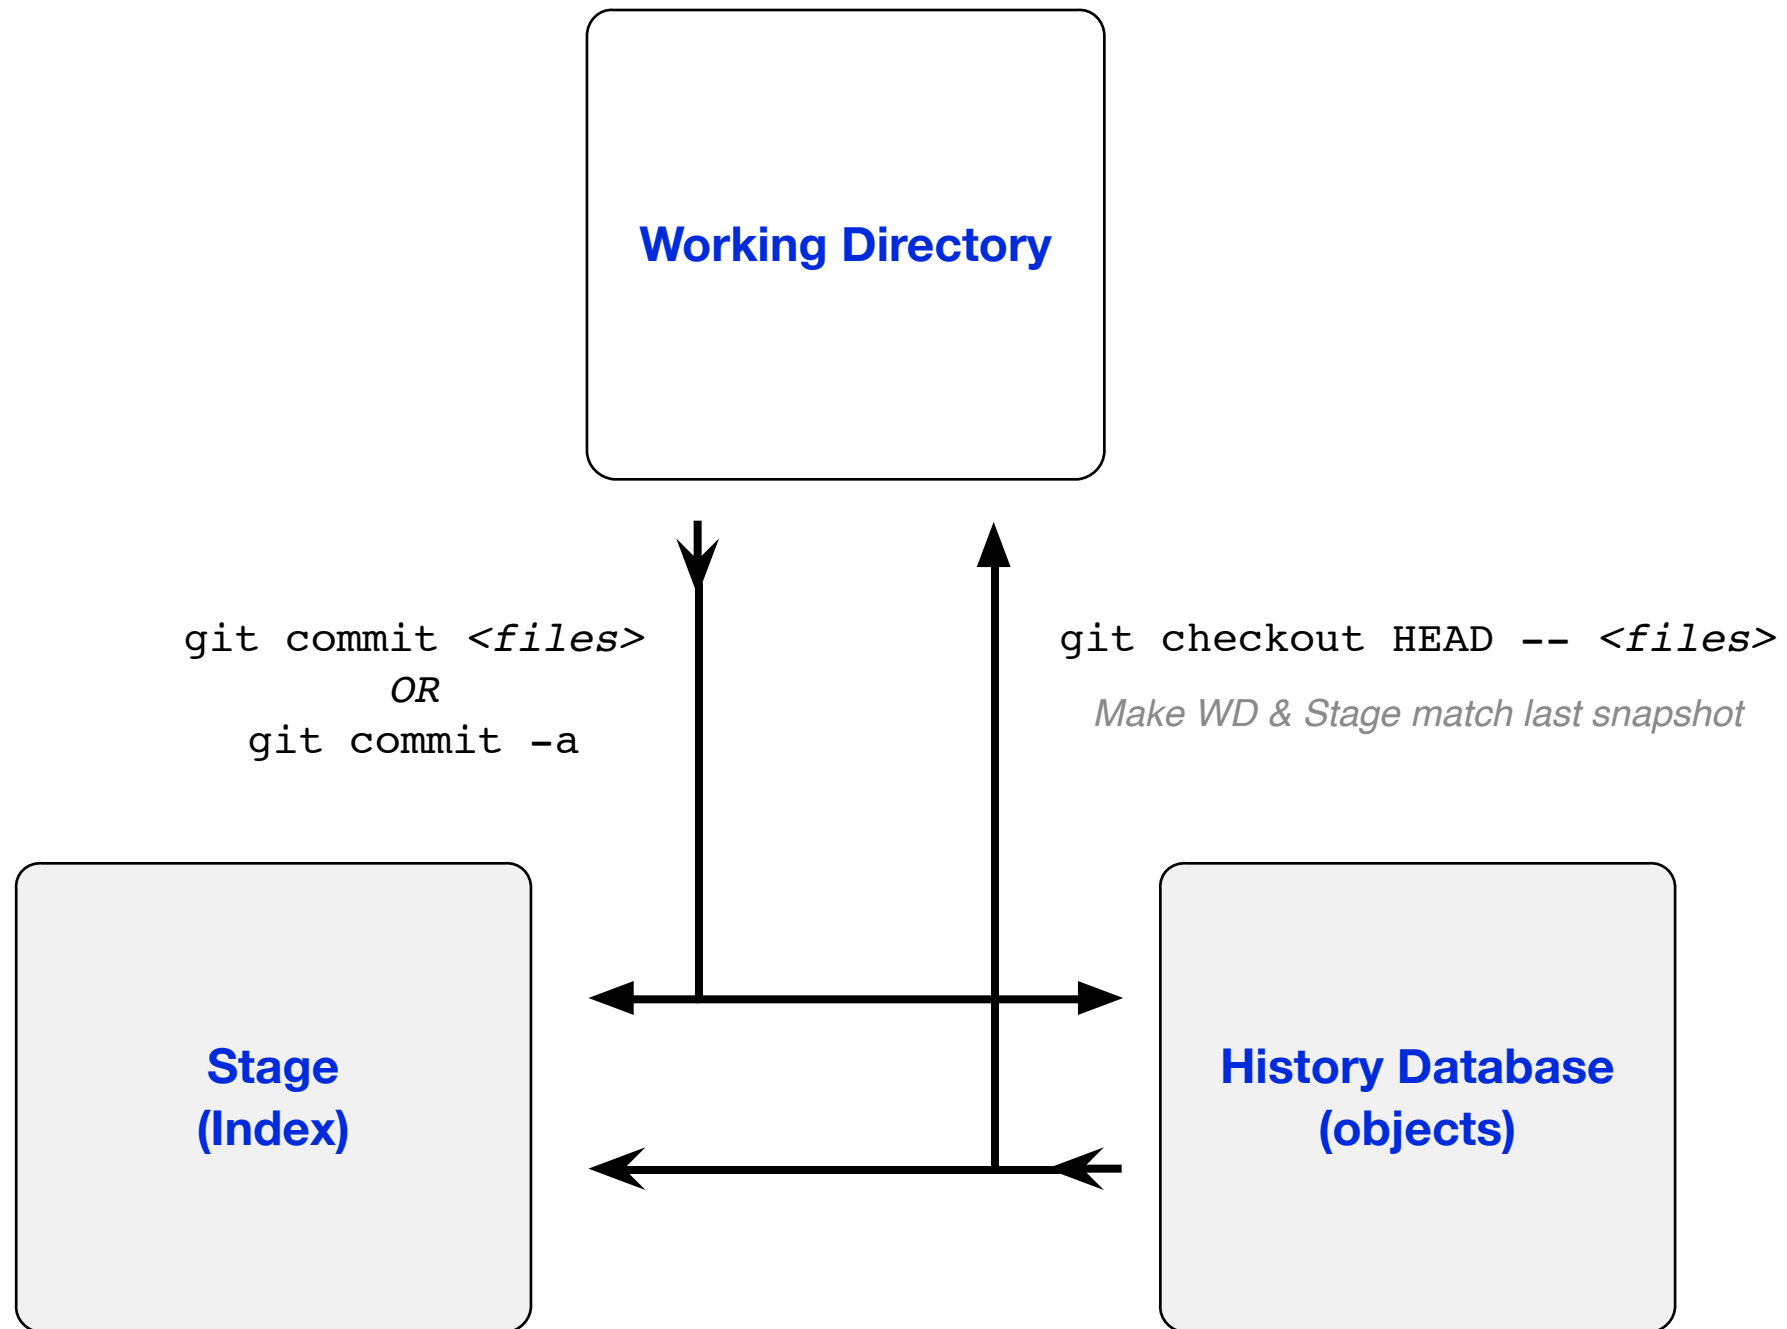 Working Directory
git commit <files>
OR
git commit -a
git checkout HEAD -- <files>
Make WD & Stage match last snapshot
Stage
(Index)
History Database
(objects)